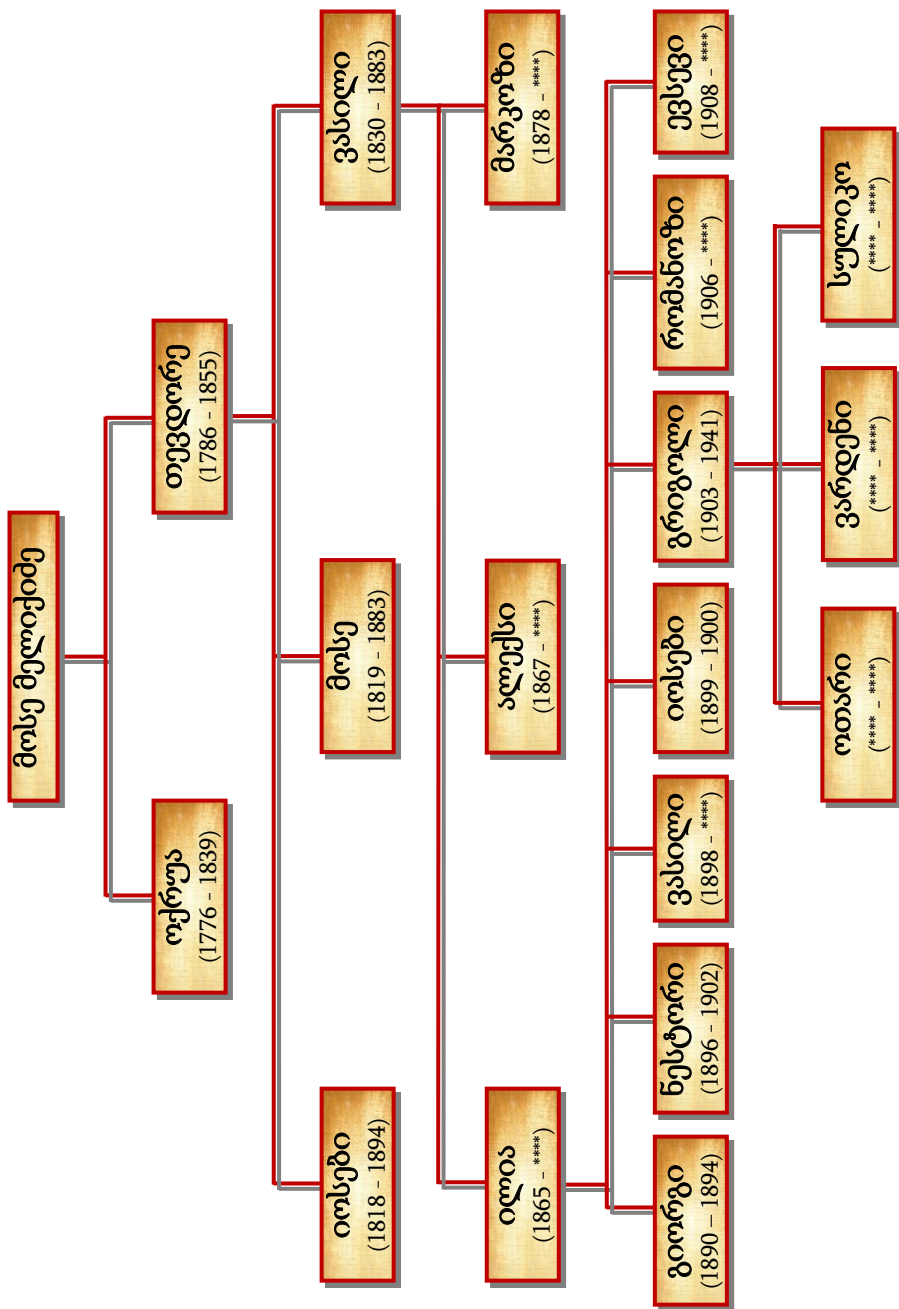 მოსე მელიქიძე
ოქრუა
(1776 - 1839)
თევდორე
(1786 - 1855)
იოსები
(1818 - 1894)
მოსე
(1819 - 1883)
ვასილი
(1830 - 1883)
ილია
(1865 - ****)
ალექსი
(1867 - ****)
მარკოზი
(1878 - ****)
გიორგი
(1890 – 1894)
ნესტორი
(1896 - 1902)
ვასილი
(1898 - ****)
იოსები
(1899 - 1900)
გრიგოლი
(1903 - 1941)
რომანოზი
(1906 - ****)
ევსევი
(1908 - ****)
ოთარი
(**** - ****)
ვარდენი
(**** - ****)
სულიკო
(**** - ****)